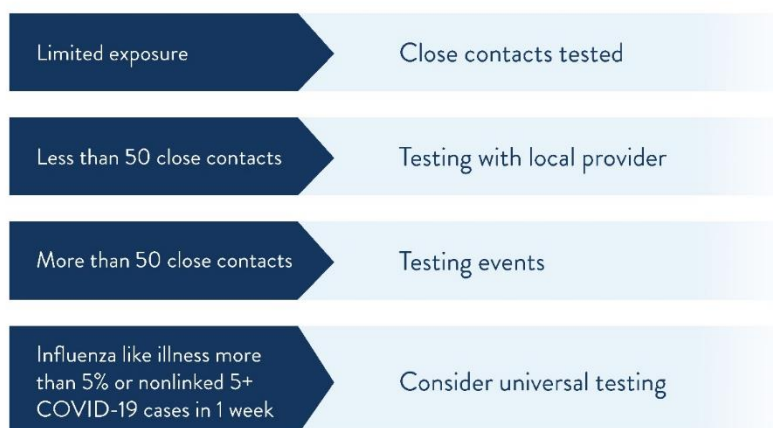 Limited exposure
Close contacts tested
Less than 50 close contacts
Testing with local provider
More than 50 close contacts
Testing events
Influenza like illness more
than 5% or nonlinked 5+
COVID-19 cases in 1 week
Consider universal testing